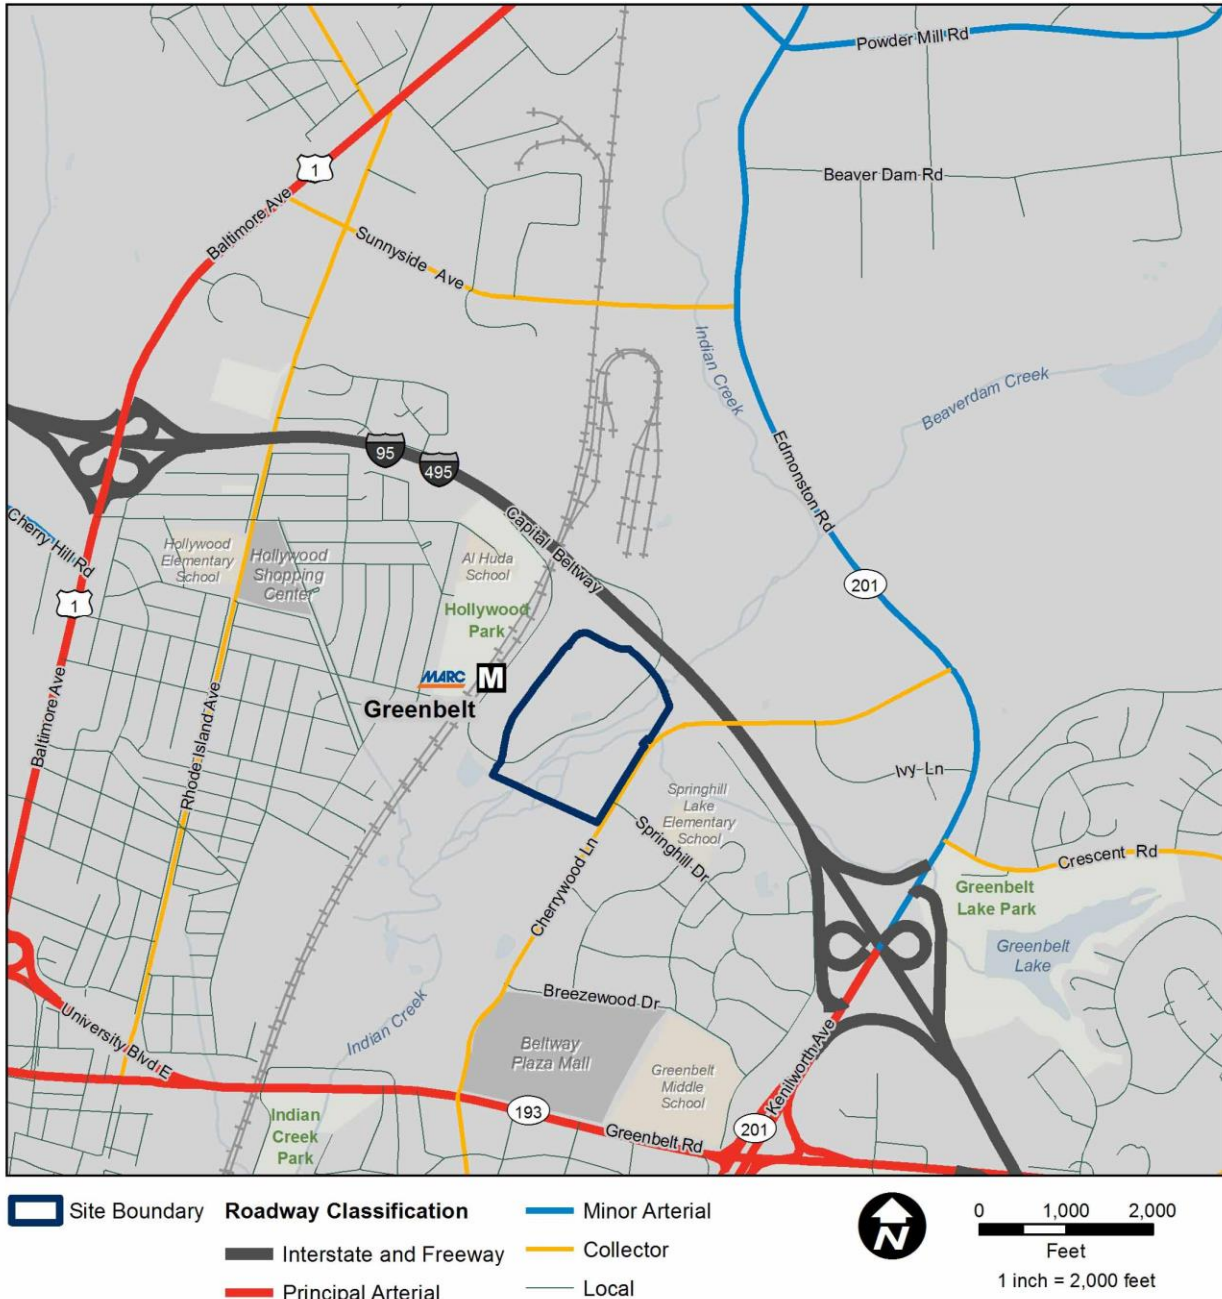 Powder Mill Rd
1
Beaver Dam Rd
Baltimore Ave
Sunnyside Ave
Indian Creek
Beaverdam Creek
95
495
Edmonston Rd
Capital Beltway
Cherry Hill Rd
Hollywood
Elementary
School
Hollywood
Shopping
Center
Al Huda
School
201
1
Hollywood
Park
MARC
M
Greenbelt
Baltimore Ave
Rhode Island Ave
Ivy Ln
Springhill
Lake
Elementary
School
Springhill Dr
Cherrywood Ln
Crescent Rd
Greenbelt
Lake Park
Greenbelt
Lake
Breezewood Dr
University Blvd E
Indian Creek
Beltway
Plaza Mall
Greenbelt
Middle
School
Kenilworth Ave
Indian
Creek
Park
193
Greenbelt Rd
201
Site Boundary
Roadway Classification
Interstate and Freeway
Principal Arterial
Minor Arterial
Collector
Local
N
0 1,000 2,000
Feet
1 inch = 2,000 feet